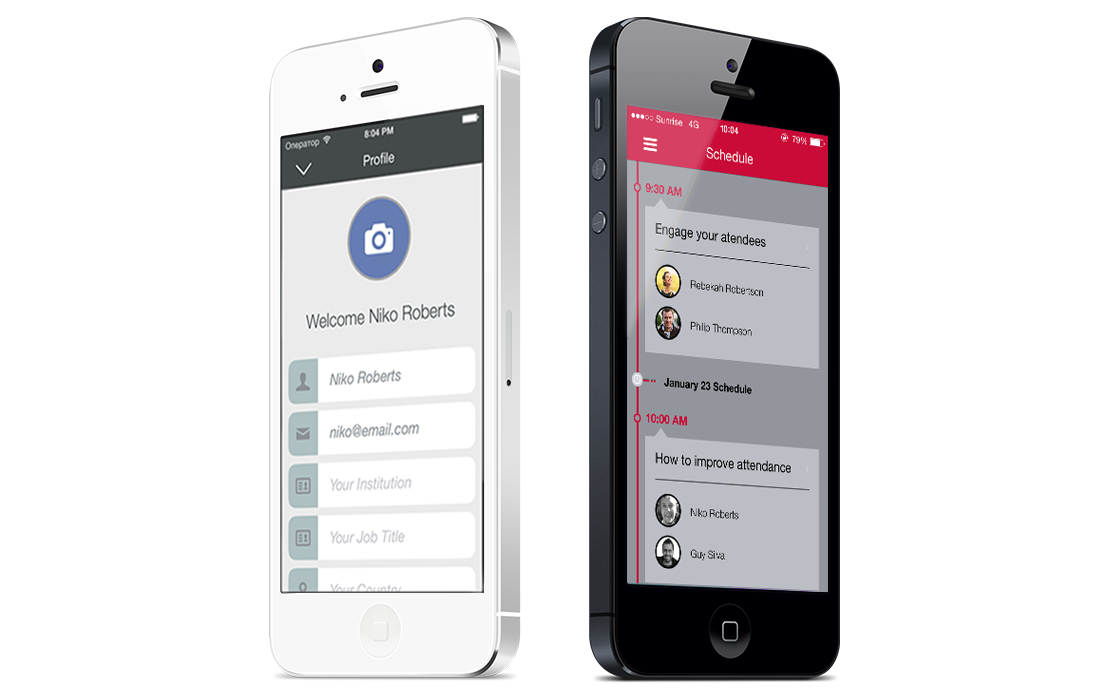 Оператор
8:04 PM
Profile
Welcome Niko Roberts
Niko Roberts
niko@email.com
Your Institution
Your Job Title
Your Country
Sunrise 4G
10:04
79%
Schedule
9:30 AM
Engage your atendees
Rebekah Robertson
Philip Thompson
January 23 Schedule
10:00 AM
How to improve attendance
Niko Roberts
Guy Silva